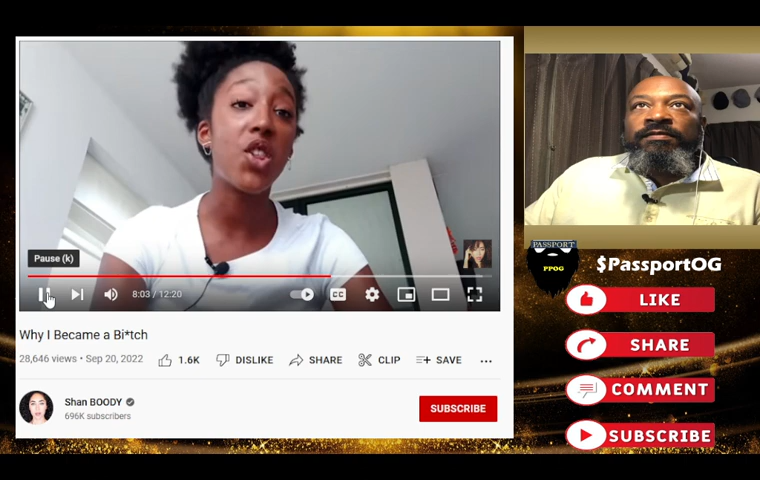 Pause (k)
8:03 / 12:20
CC
Why I Became a Bi*tch
28,646 views • Sep 20, 2022 1.6K DISLIKE SHARE CLIP SAVE ...
Shan BOODY
696K subscribers
SUBSCRIBE
PASSPORT
PPOG
$PassportOG
LIKE
SHARE
COMMENT
SUBSCRIBE